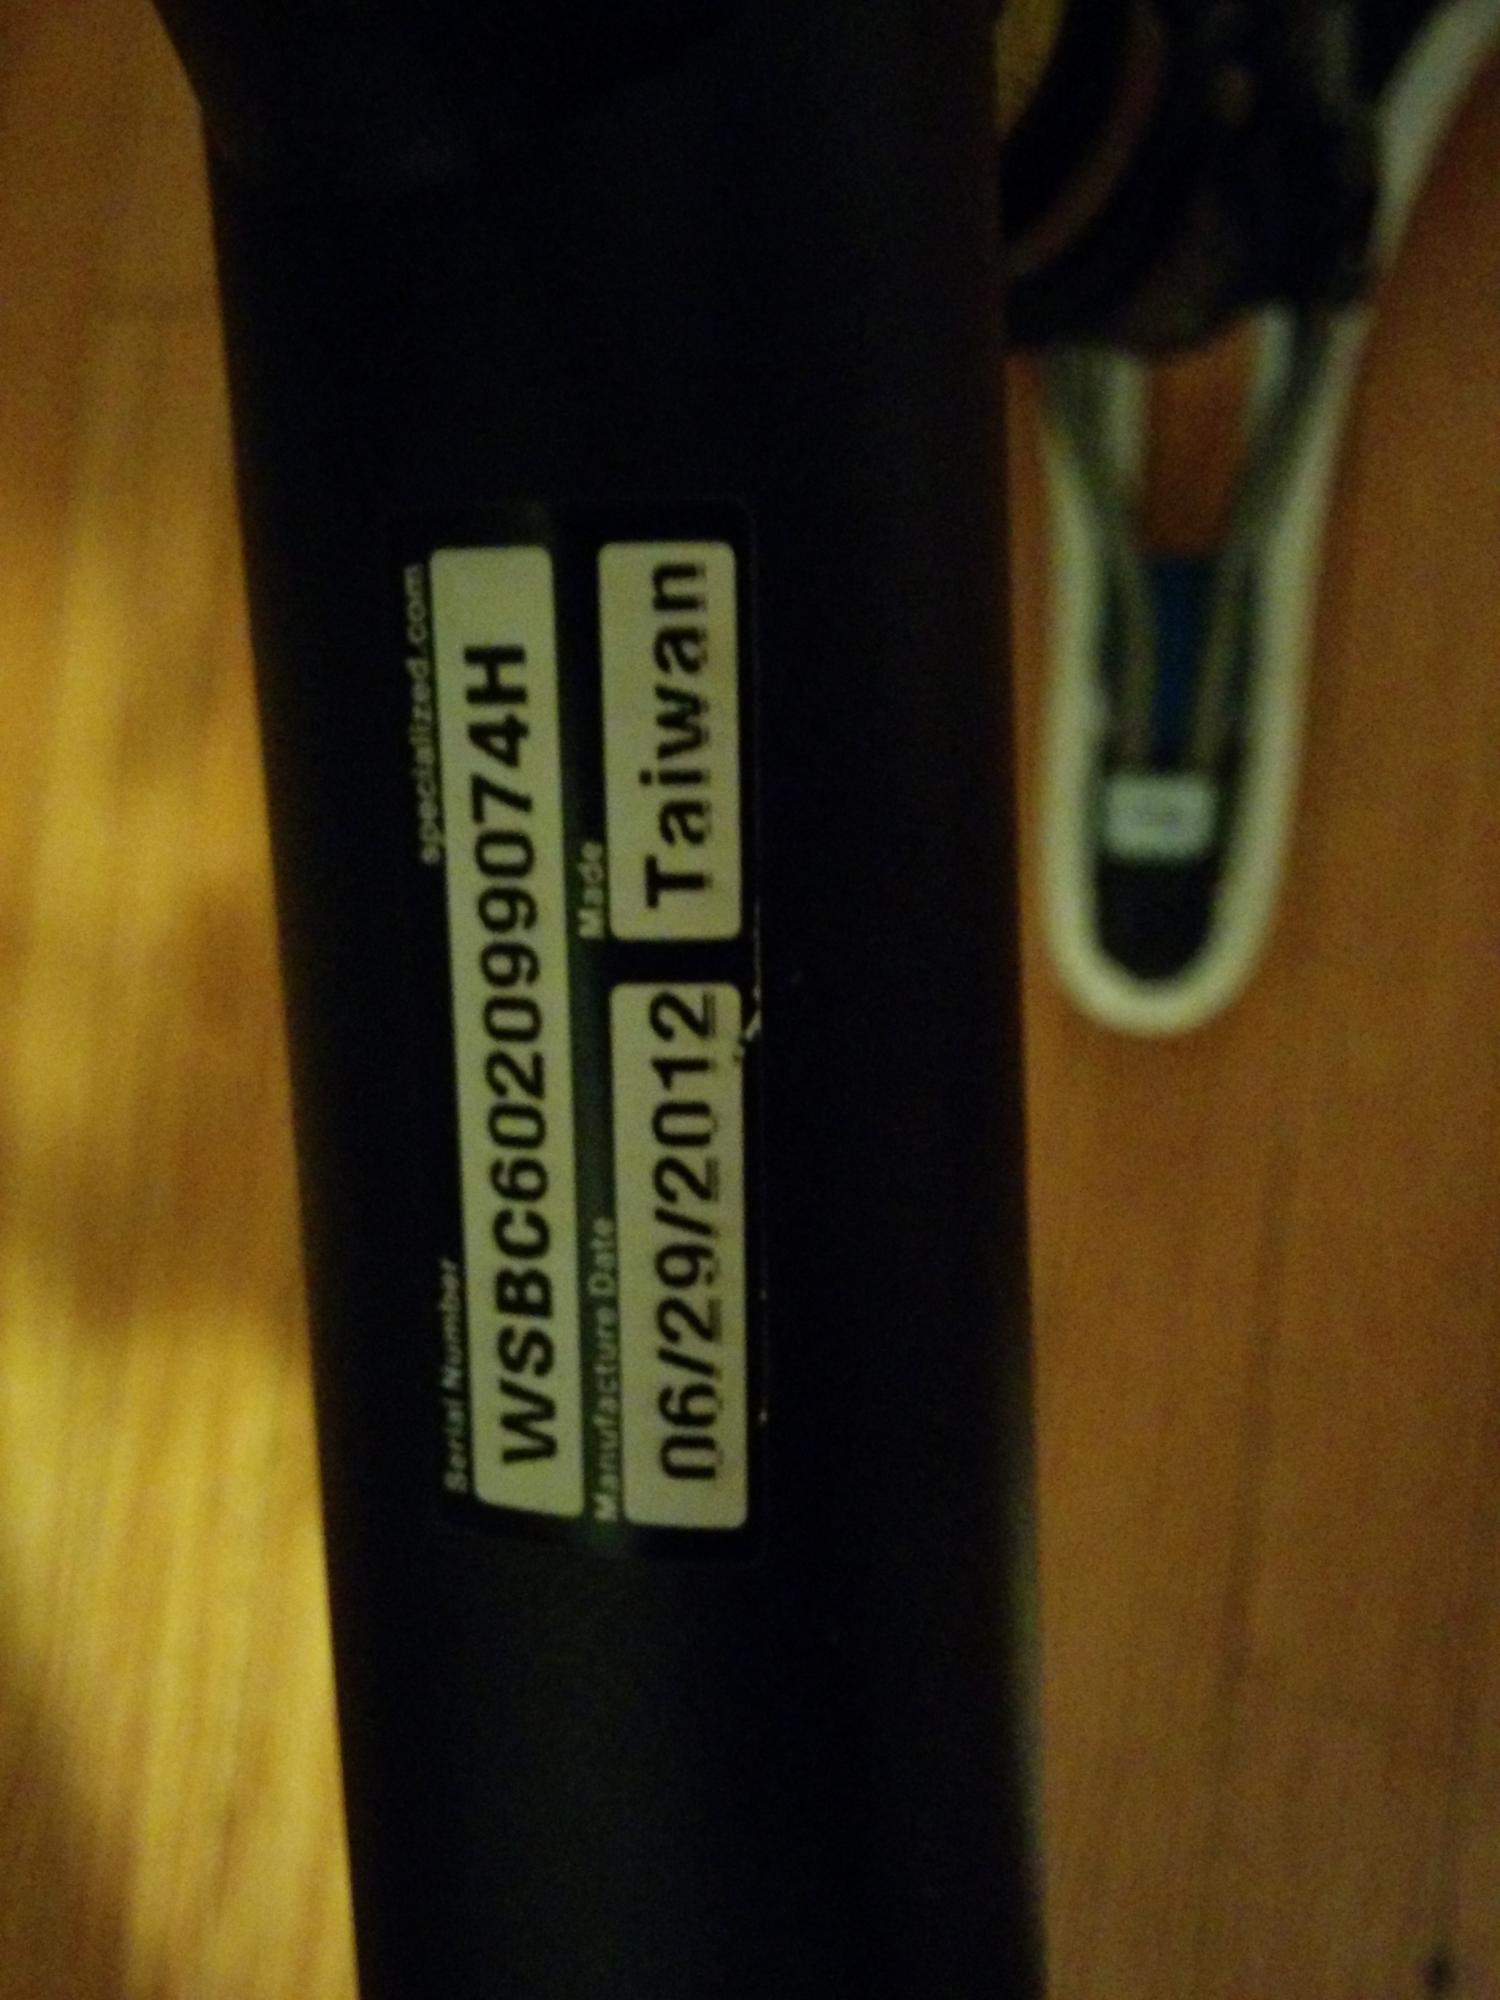 Serial Number specialized.com
WSBC602099074H
Manufacture Date Made
06/29/2012 Taiwan